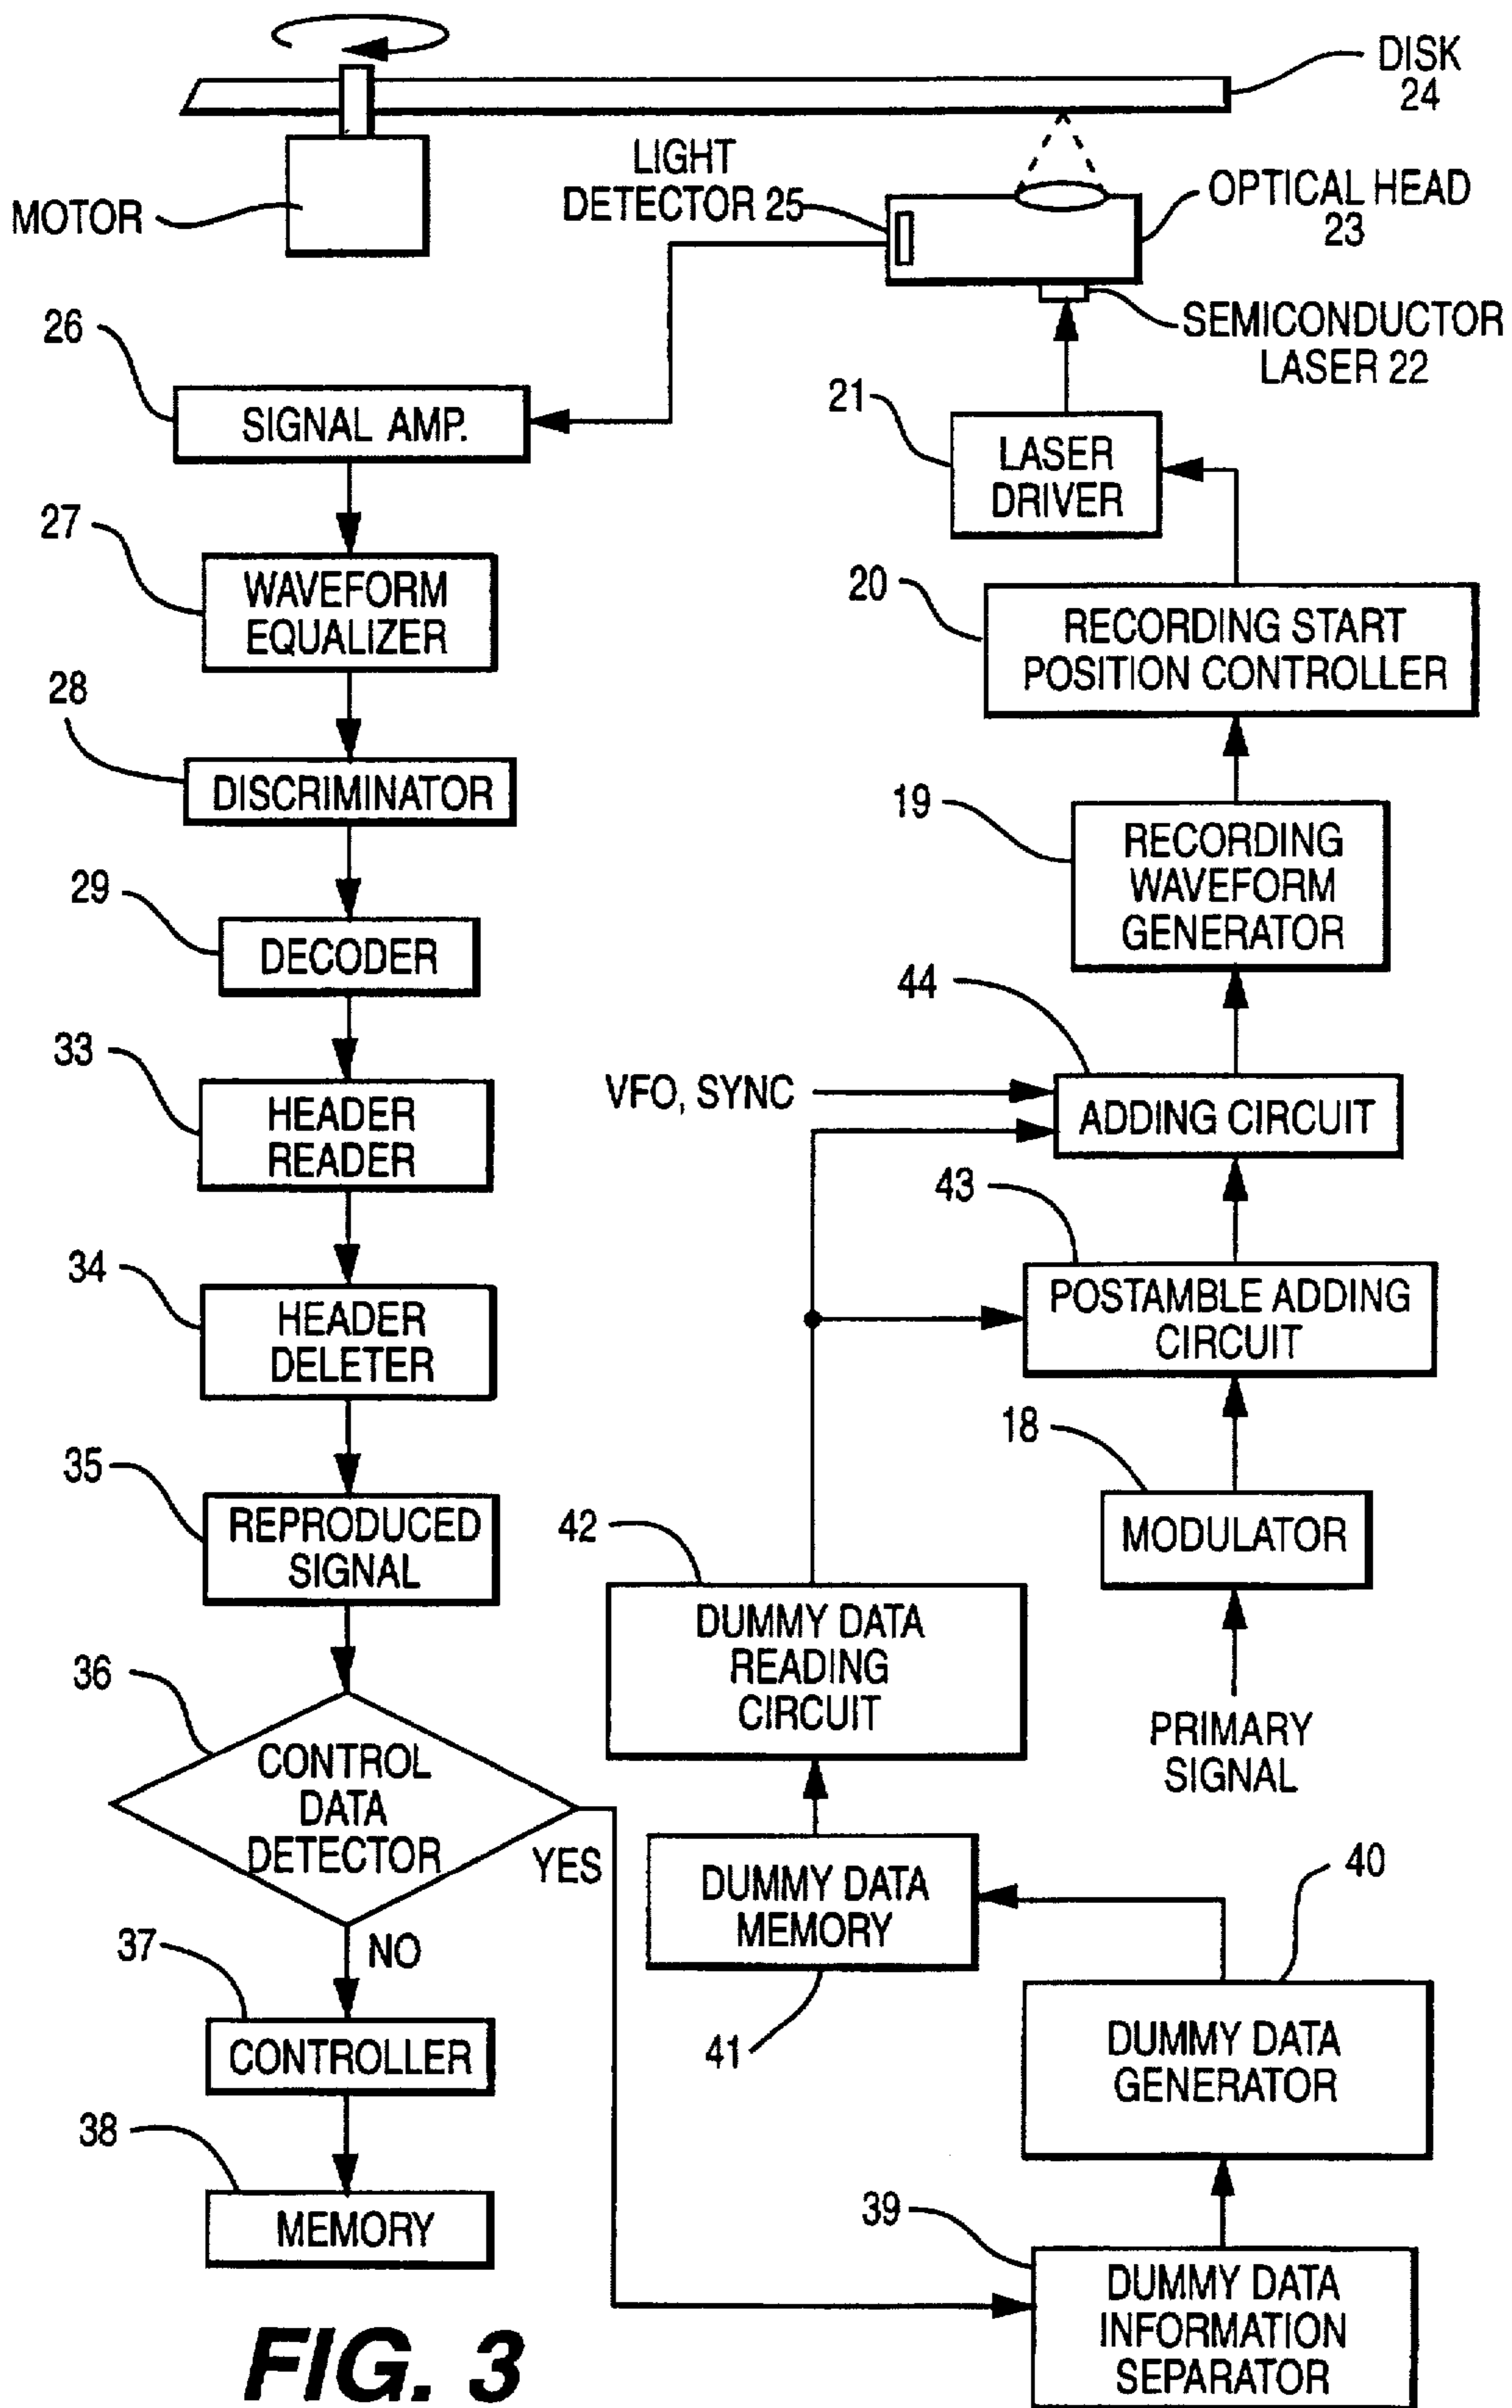 DISK
24
MOTOR
LIGHT
DETECTOR 25
OPTICAL HEAD
23
SEMICONDUCTOR
LASER 22
26
SIGNAL AMP.
21
LASER
DRIVER
27
WAVEFORM
EQUALIZER
20
RECORDING START
POSITION CONTROLLER
28
DISCRIMINATOR
19
RECORDING
WAVEFORM
GENERATOR
29
DECODER
44
VFO, SYNC
ADDING CIRCUIT
33
HEADER
READER
43
POSTAMBLE ADDING
CIRCUIT
34
HEADER
DELETER
18
MODULATOR
PRIMARY
SIGNAL
35
REPRODUCED
SIGNAL
42
DUMMY DATA
READING
CIRCUIT
36
CONTROL
DATA
DETECTOR
YES
NO
DUMMY DATA
MEMORY
41
40
DUMMY DATA
GENERATOR
37
CONTROLLER
38
MEMORY
39
DUMMY DATA
INFORMATION
SEPARATOR
FIG. 3